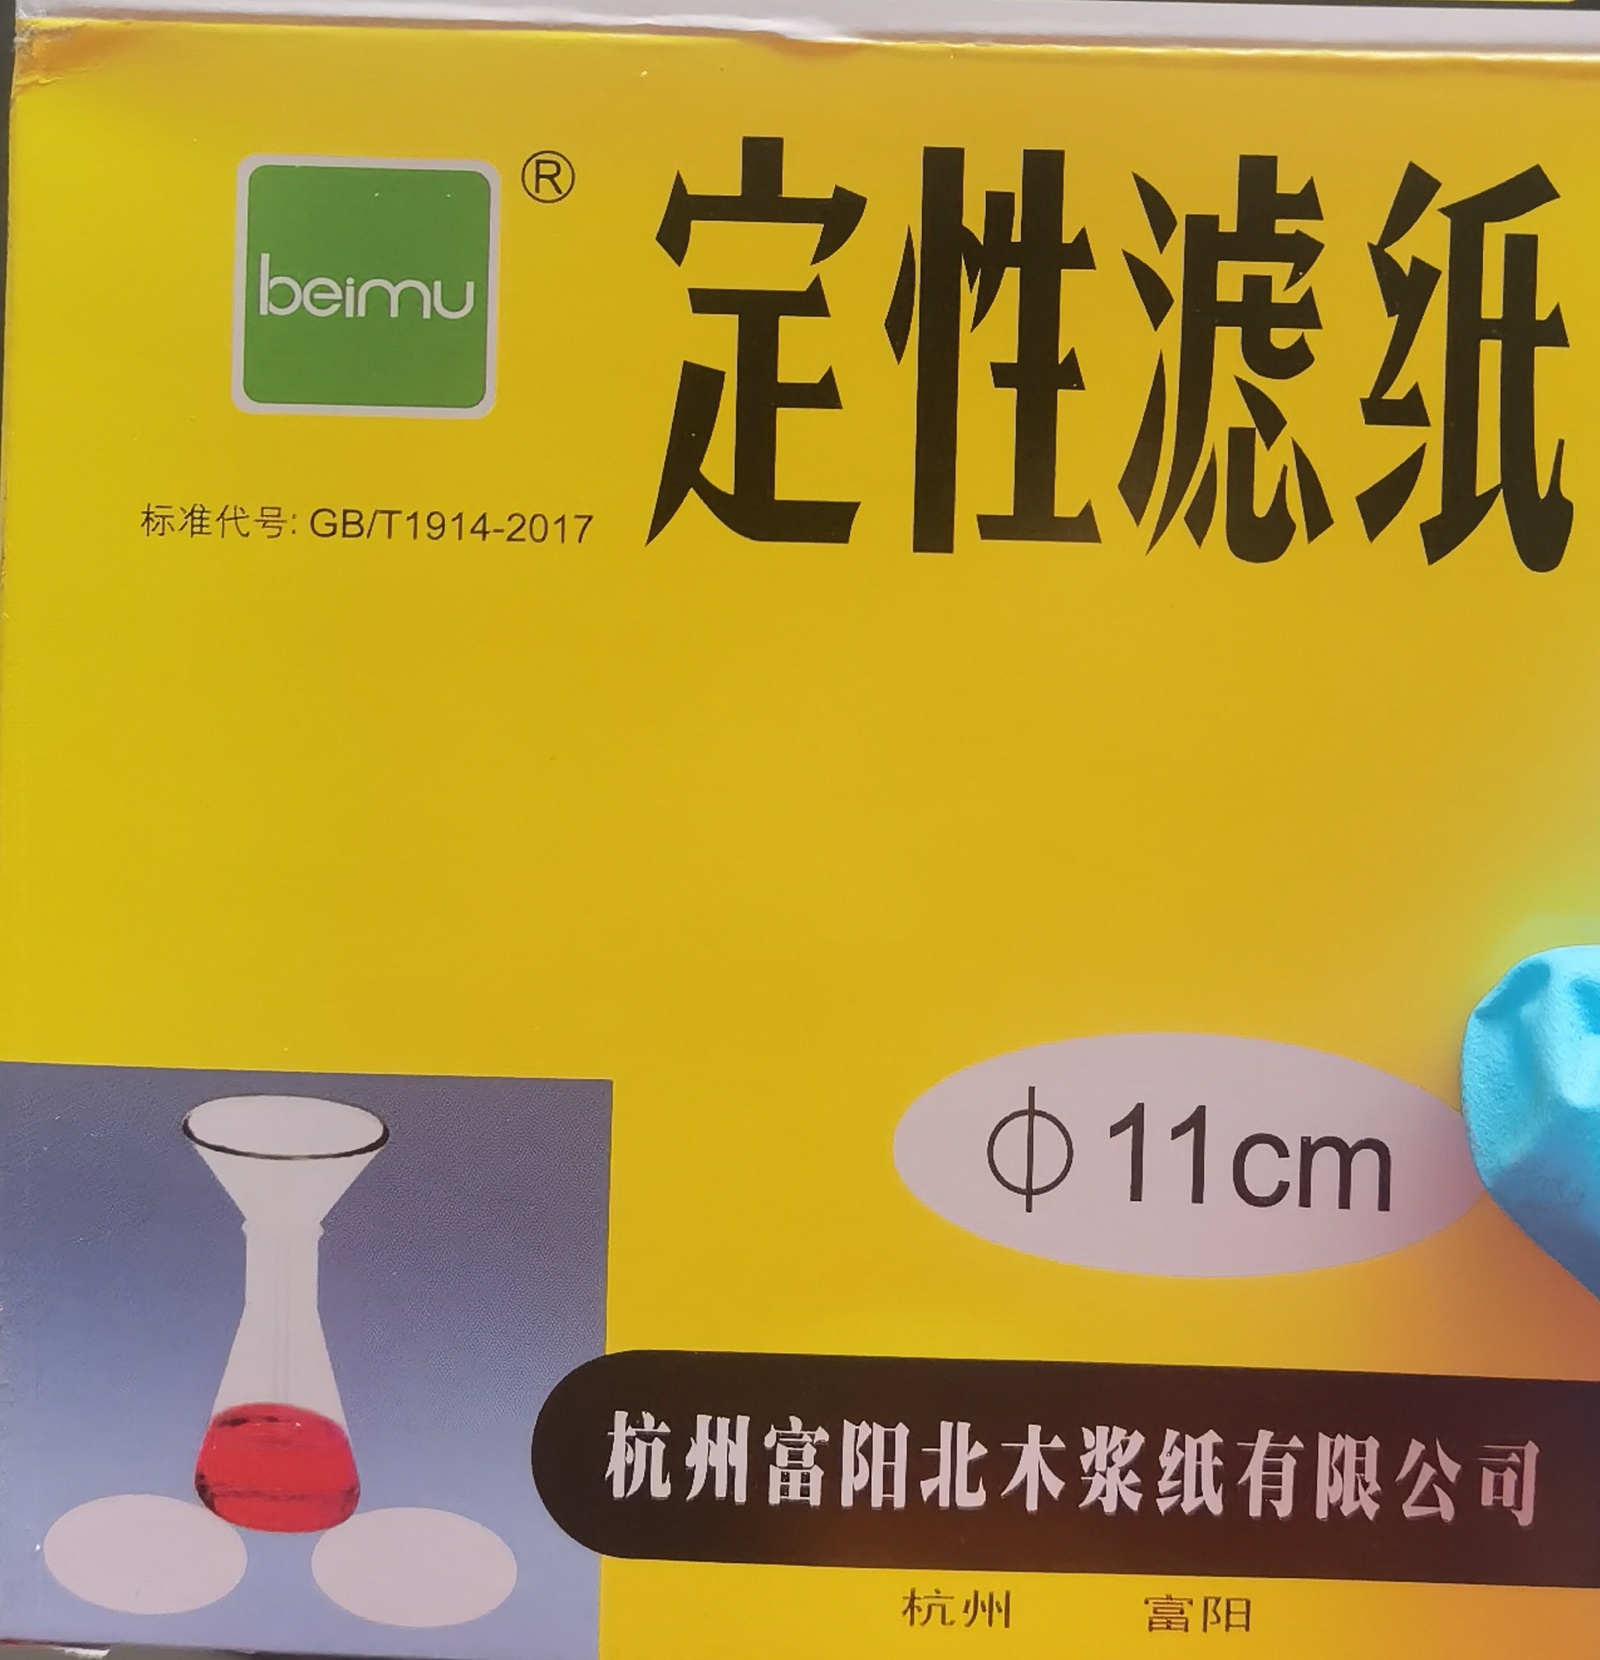 beimu ®
定性滤纸
标准代号: GB/T1914-2017
ϕ 11cm
杭州富阳北木浆纸有限公司
杭州 富阳